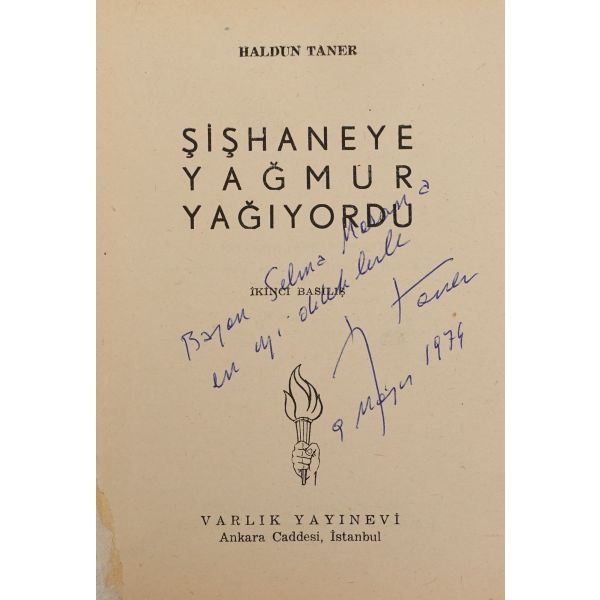 HALDUN TANER
ŞİŞHANEYE
YAĞMUR
YAĞIYORDU
İKİNCİ BASILIŞ
Bayan Selma
en iyi dileklerle
H Taner
9 Mayıs 1974
VARLIK YAYINEVİ
Ankara Caddesi, İstanbul